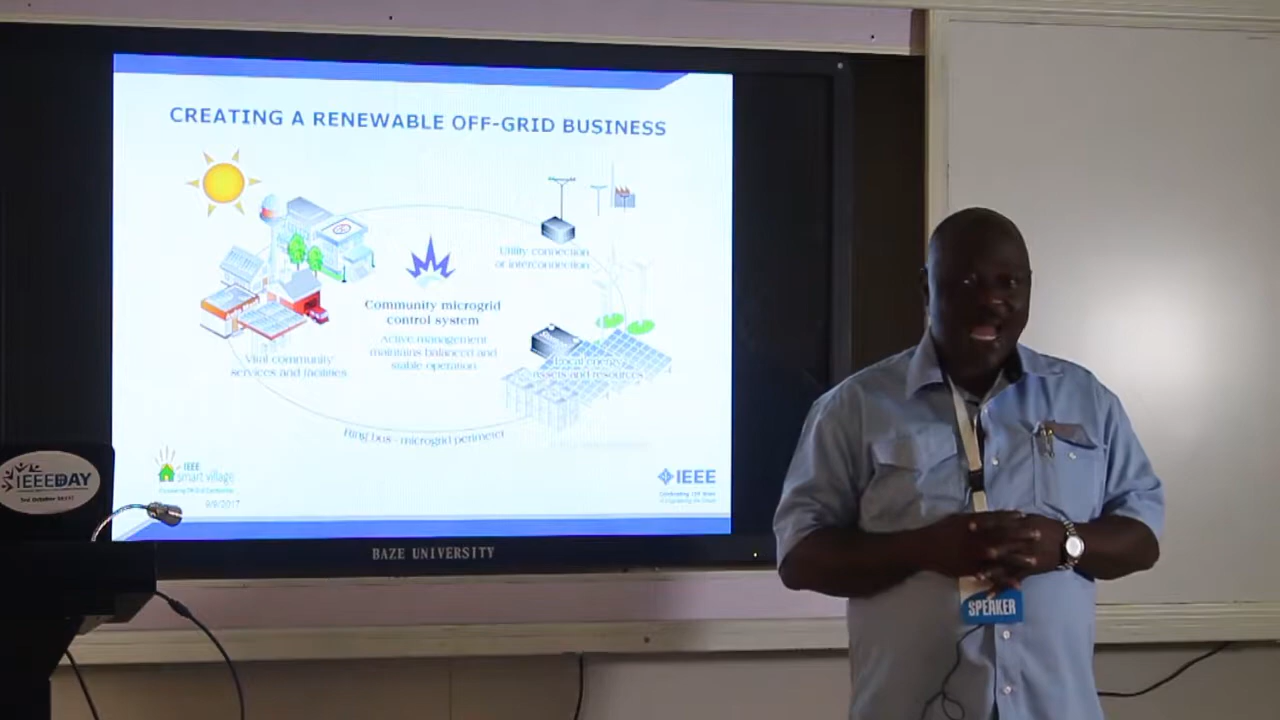 CREATING A RENEWABLE OFF-GRID BUSINESS
Utility connection
or interconnection
Community microgrid
control system
Active management
maintains balanced and
stable operation
Vital community
services and facilities
Local energy
assets and resources
Ring bus - microgrid perimeter
IEEE
smart village
9/9/2017
IEEE
IEEE DAY
BAZE UNIVERSITY
SPEAKER